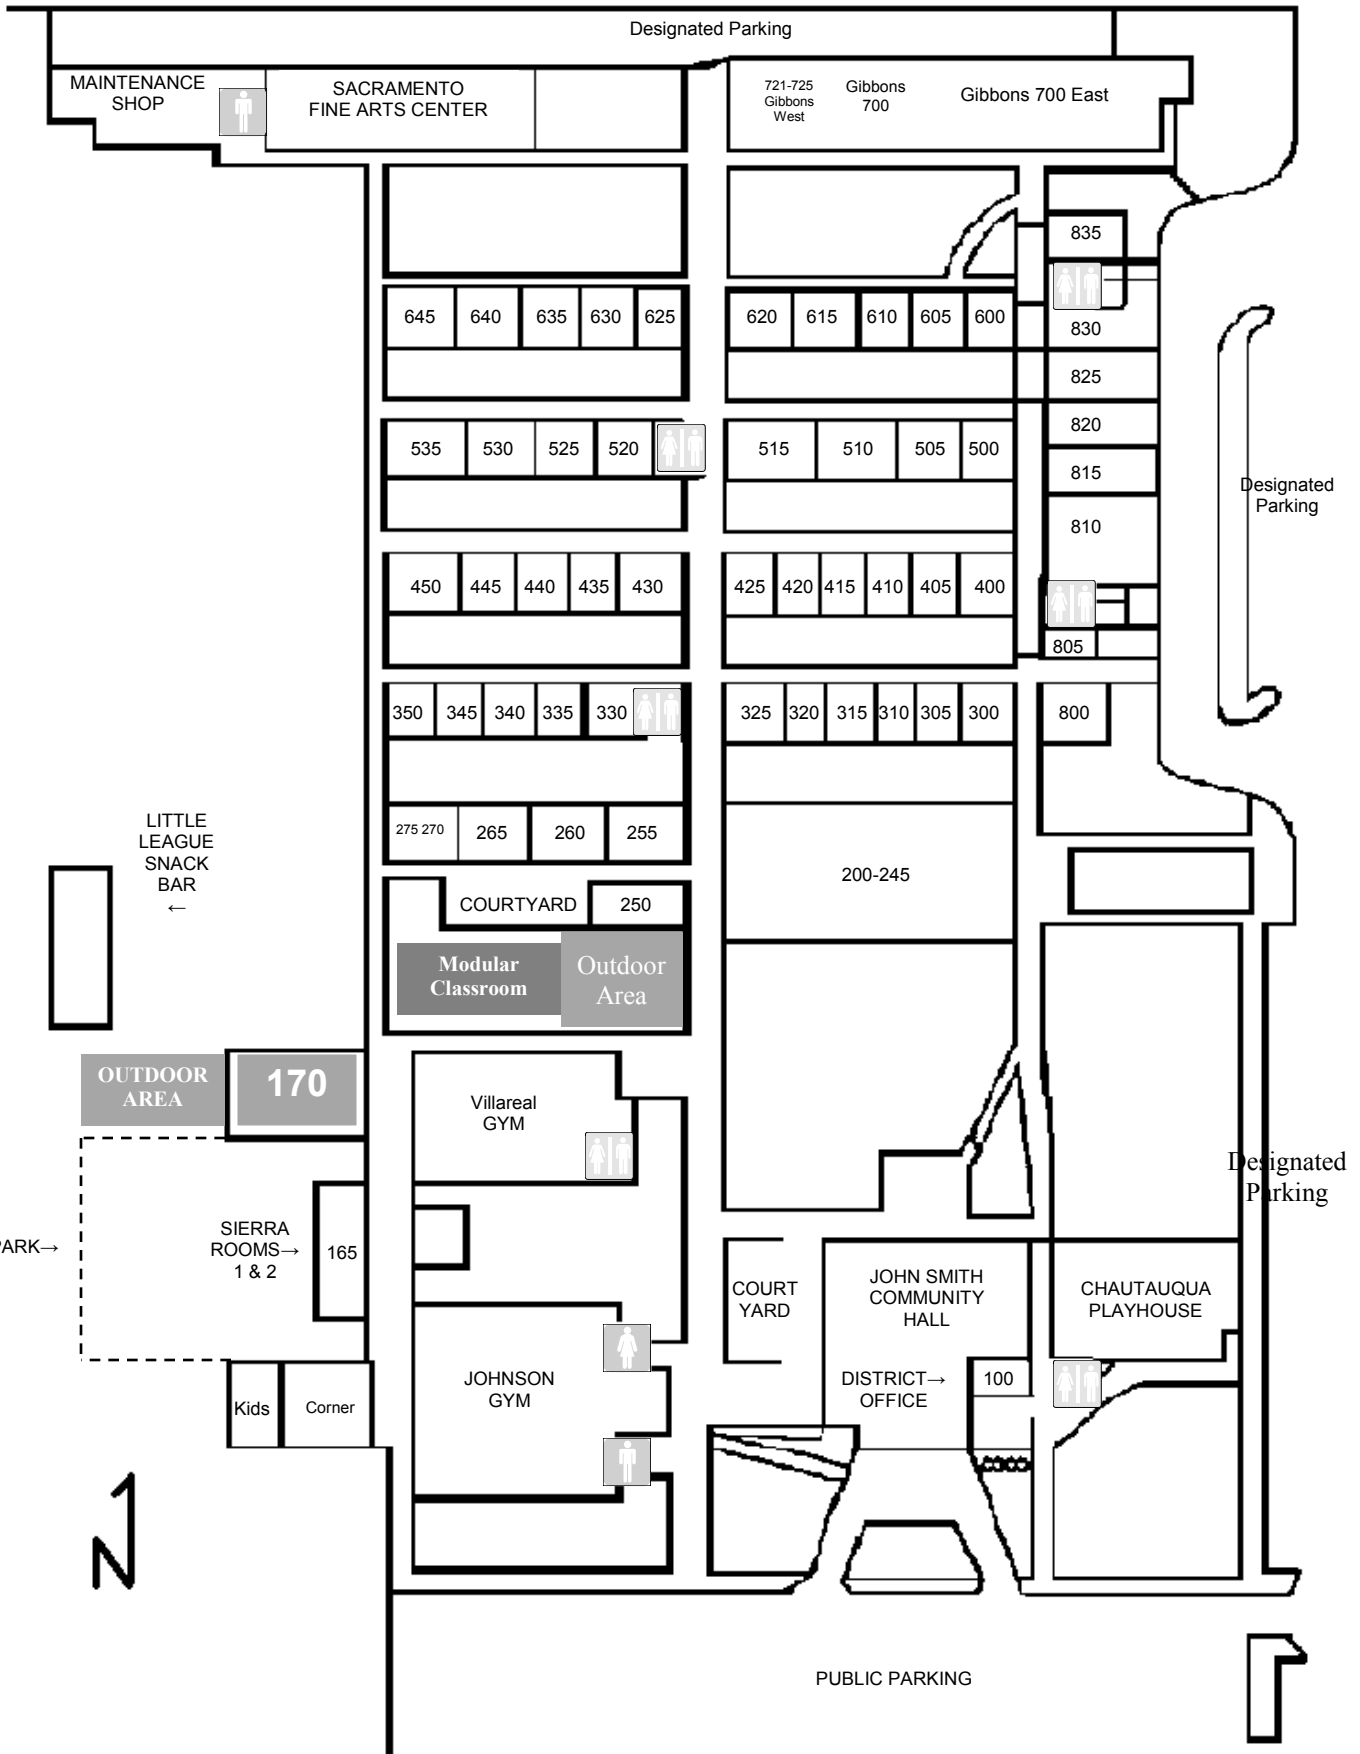 Designated Parking
MAINTENANCE
SHOP
SACRAMENTO
FINE ARTS CENTER
721-725
Gibbons
West
Gibbons
700
Gibbons 700 East
835
645 640 635 630 625 620 615 610 605 600 830
825
820
535 530 525 520 515 510 505 500
815
Designated
Parking
810
450 445 440 435 430 425 420 415 410 405 400
805
350 345 340 335 330 325 320 315 310 305 300 800
275 270 265 260 255
LITTLE
LEAGUE
SNACK
BAR
←
200-245
COURTYARD 250
Modular
Classroom
Outdoor
Area
OUTDOOR
AREA
170
Villareal
GYM
Designated
Parking
PARK→
SIERRA
ROOMS→
1 & 2
165
COURT
YARD
JOHN SMITH
COMMUNITY
HALL
CHAUTAUQUA
PLAYHOUSE
JOHNSON
GYM
DISTRICT→
OFFICE
100
Kids Corner
N
PUBLIC PARKING